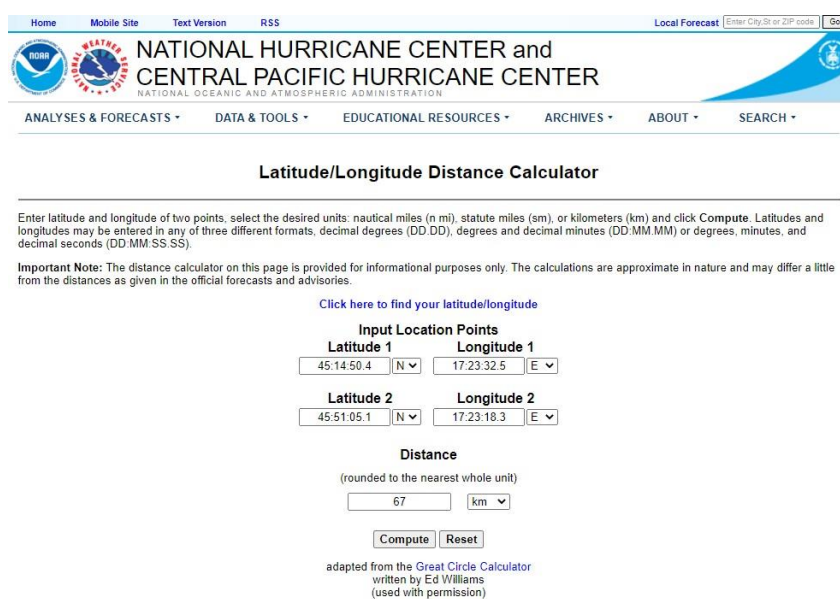 Home Mobile Site Text Version RSS Local Forecast Enter City,St or ZIP code Go
NOAA
NATIONAL HURRICANE CENTER and
CENTRAL PACIFIC HURRICANE CENTER
NATIONAL OCEANIC AND ATMOSPHERIC ADMINISTRATION
ANALYSES & FORECASTS DATA & TOOLS EDUCATIONAL RESOURCES ARCHIVES ABOUT SEARCH
Latitude/Longitude Distance Calculator
Enter latitude and longitude of two points, select the desired units: nautical miles (n mi), statute miles (sm), or kilometers (km) and click Compute. Latitudes and
longitudes may be entered in any of three different formats, decimal degrees (DD.DD), degrees and decimal minutes (DD:MM.MM) or degrees, minutes, and
decimal seconds (DD:MM:SS.SS).
Important Note: The distance calculator on this page is provided for informational purposes only. The calculations are approximate in nature and may differ a little
from the distances as given in the official forecasts and advisories.
Click here to find your latitude/longitude
Input Location Points
Latitude 1 Longitude 1
45:14:50.4 N 17:23:32.5 E
Latitude 2 Longitude 2
45:51:05.1 N 17:23:18.3 E
Distance
(rounded to the nearest whole unit)
67 km
Compute Reset
adapted from the Great Circle Calculator
written by Ed Williams
(used with permission)